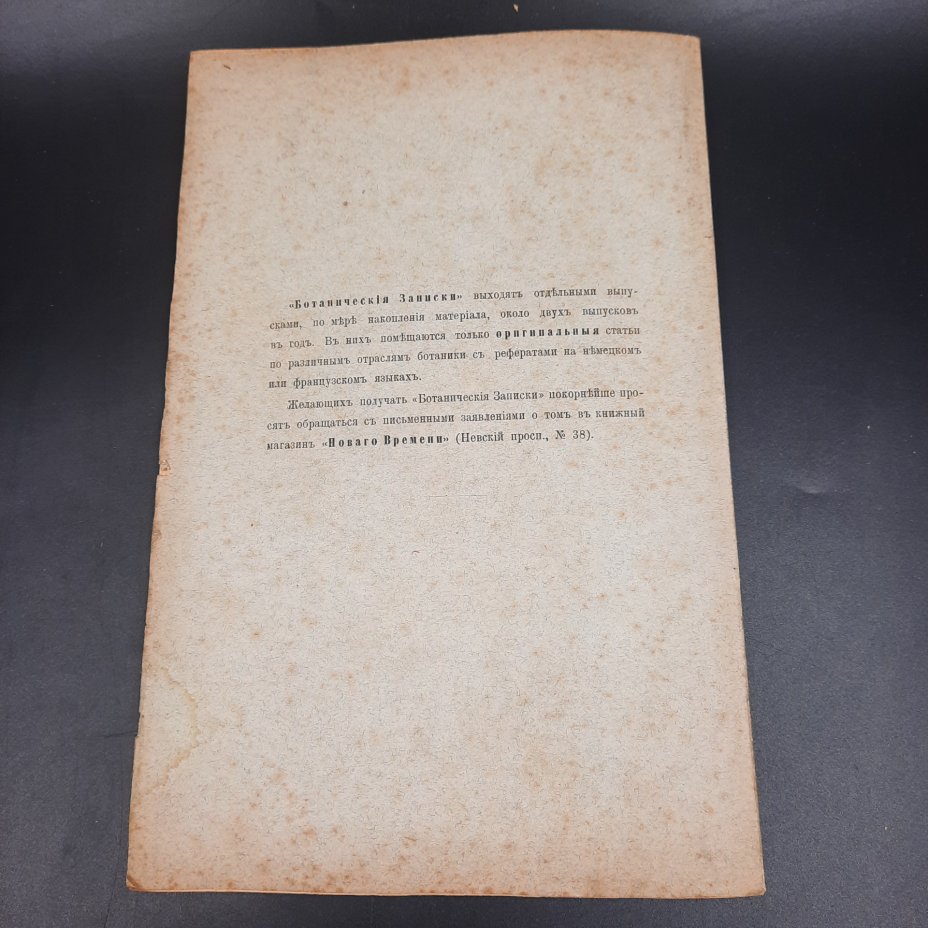 «Ботаническія Записки» выходятъ отдѣльными выпу-
сками, по мѣрѣ накопленія матеріала, около двухъ выпусковъ
въ годъ. Въ нихъ помѣщаются только оригинальныя статьи
по различнымъ отраслямъ ботаники съ рефератами на нѣмецкомъ
или французскомъ языкахъ.
Желающихъ получать «Ботаническія Записки» покорнѣйше про-
сятъ обращаться съ письменными заявленіями о томъ въ книжный
магазинъ «Новаго Времени» (Невскій просп., № 38).